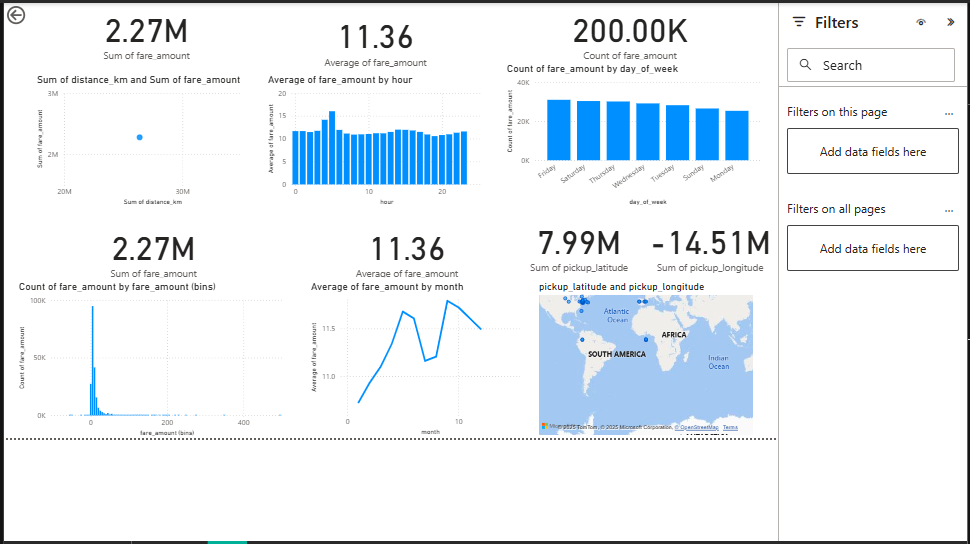 2.27M
Sum of fare_amount
11.36
Average of fare_amount
200.00K
Count of fare_amount
Sum of distance_km and Sum of fare_amount
3M
2M
Sum of fare_amount
20M
30M
Sum of distance_km
Average of fare_amount by hour
20
15
10
5
0
Average of fare_amount
0
10
20
hour
Count of fare_amount by day_of_week
40K
20K
0K
Count of fare_amount
Friday
Saturday
Thursday
Wednesday
Tuesday
Sunday
Monday
day_of_week
2.27M
Sum of fare_amount
11.36
Average of fare_amount
7.99M
Sum of pickup_latitude
-14.51M
Sum of pickup_longitude
Count of fare_amount by fare_amount (bins)
100K
50K
0K
Count of fare_amount
0
200
400
fare_amount (bins)
Average of fare_amount by month
11.5
11.0
Average of fare_amount
0
10
month
pickup_latitude and pickup_longitude
Atlantic
Ocean
AFRICA
SOUTH AMERICA
Indian
Ocean
© 2025 TomTom, © 2025 Microsoft Corporation, © OpenStreetMap Terms
Filters
Search
Filters on this page
...
Add data fields here
Filters on all pages
...
Add data fields here